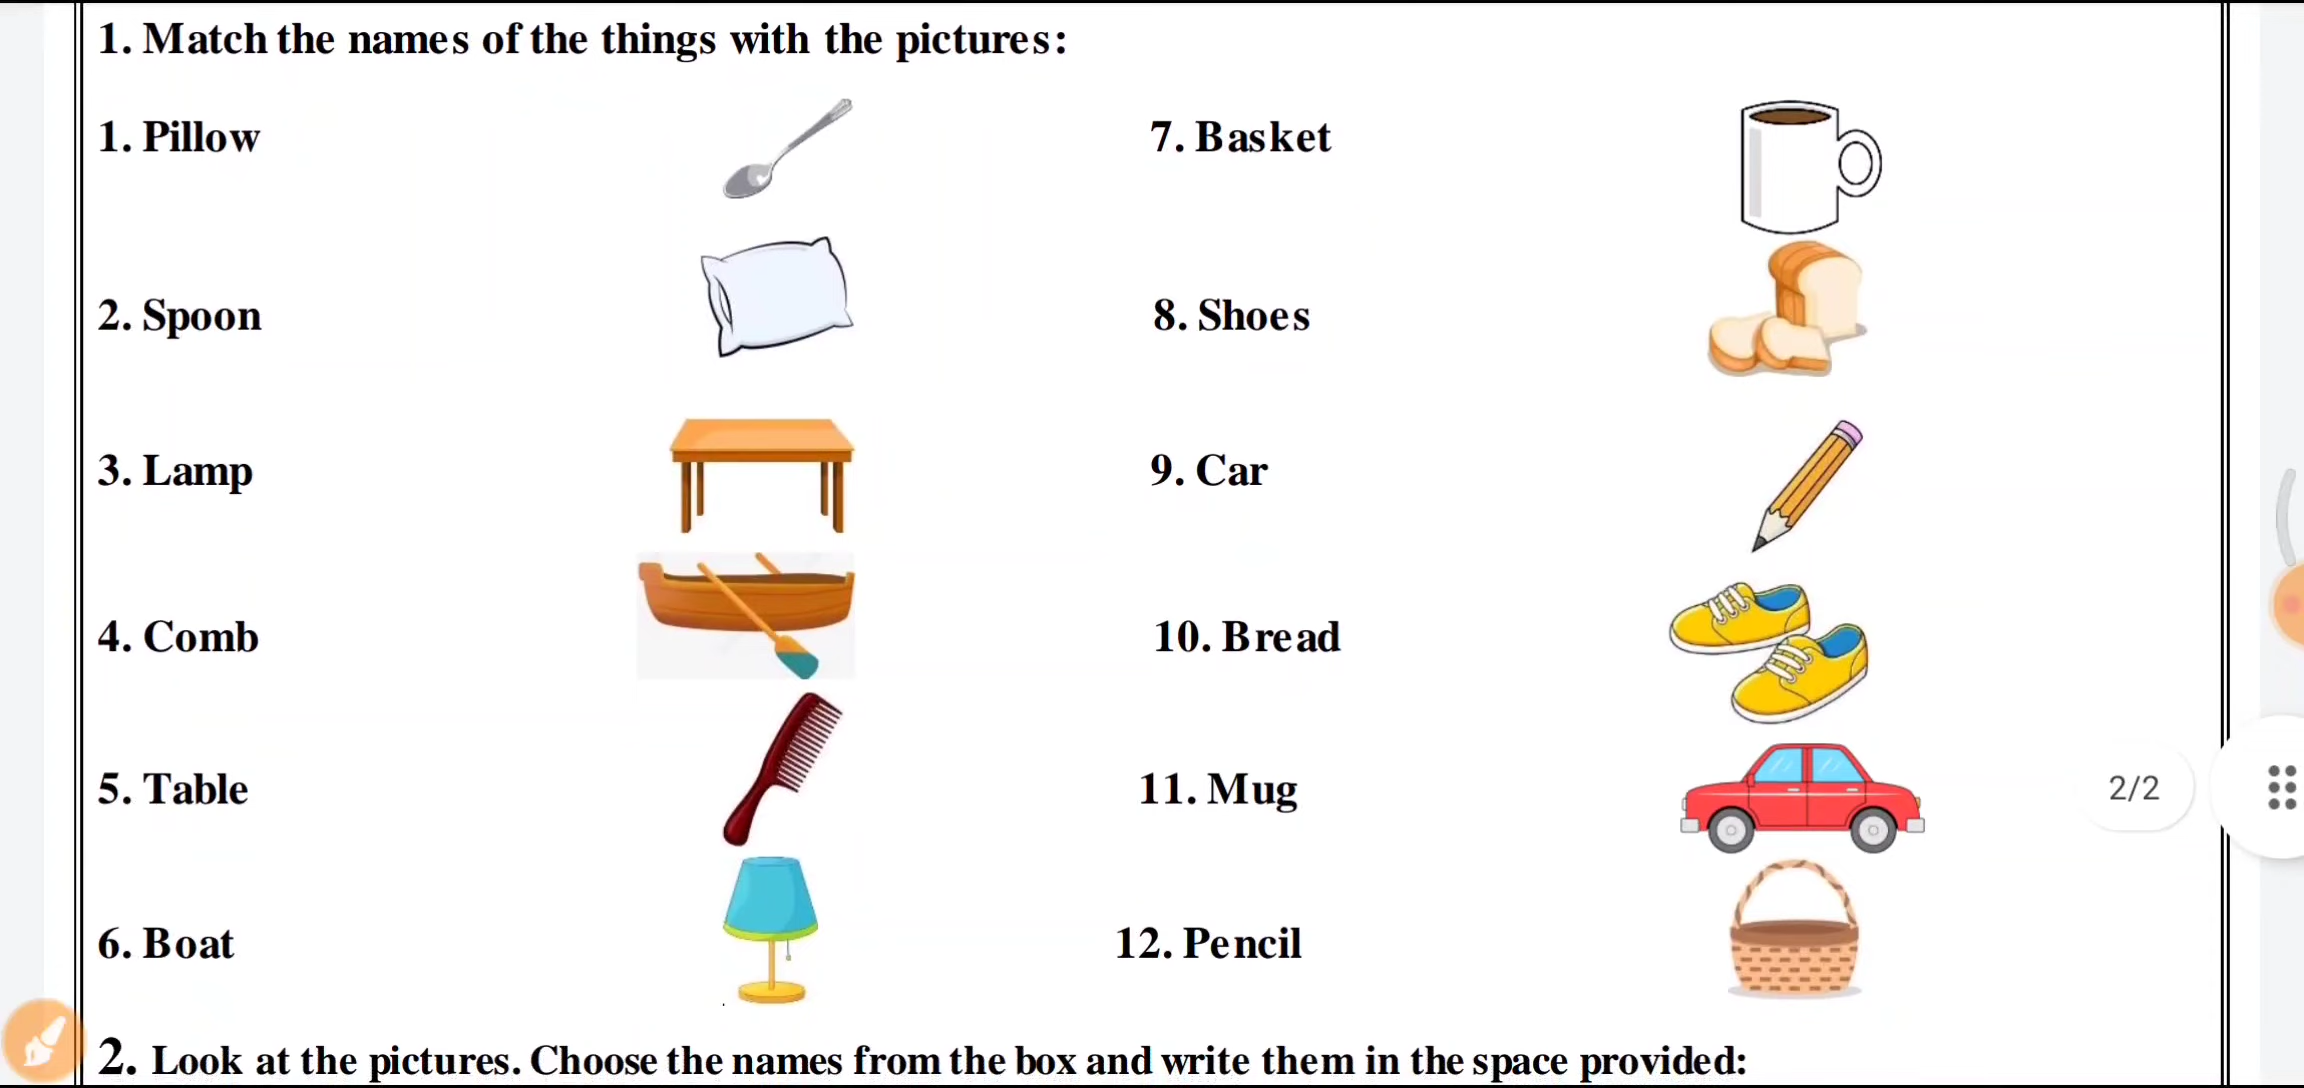 1. Match the names of the things with the pictures:
1. Pillow
7. Basket
2. Spoon
8. Shoes
3. Lamp
9. Car
4. Comb
10. Bread
5. Table
11. Mug
2/2
6. Boat
12. Pencil
2. Look at the pictures. Choose the names from the box and write them in the space provided: